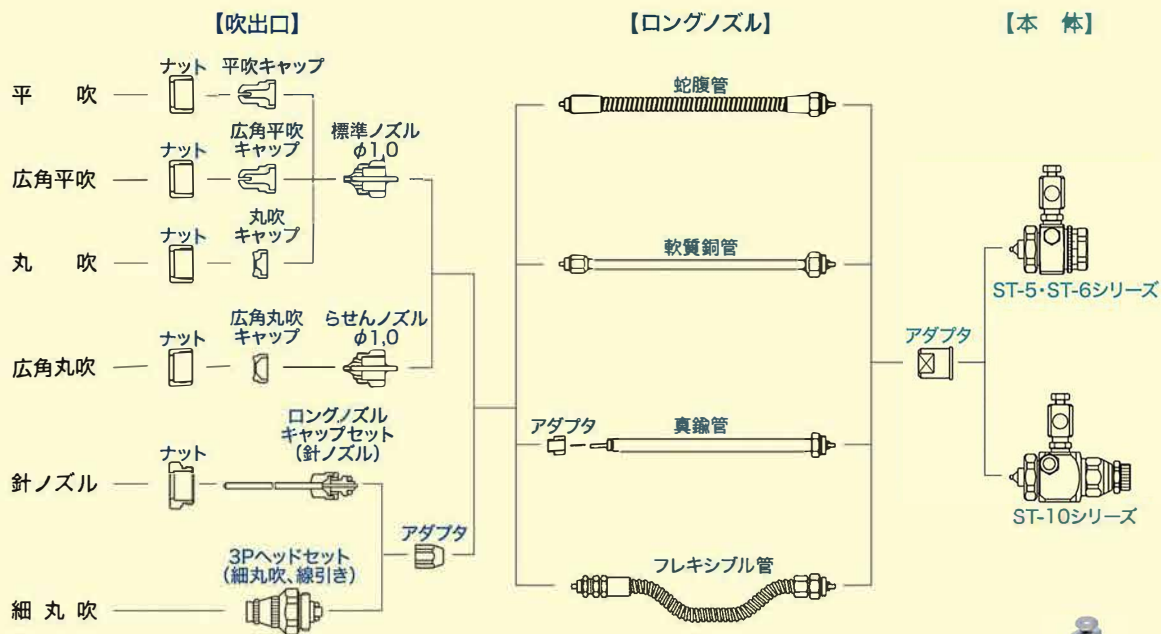 【吹出口】
【ロングノズル】
【本 体】
平 吹
ナット
平吹キャップ
広角平吹
ナット
広角平吹
キャップ
標準ノズル
φ1,0
丸 吹
ナット
丸吹
キャップ
広角丸吹
ナット
広角丸吹
キャップ
らせんノズル
φ1,0
針ノズル
ナット
ロングノズル
キャップセット
(針ノズル)
細 丸 吹
3Pヘッドセット
(細丸吹、線引き)
アダプタ
蛇腹管
軟質銅管
アダプタ
真鍮管
フレキシブル管
アダプタ
ST-5・ST-6シリーズ
ST-10シリーズ